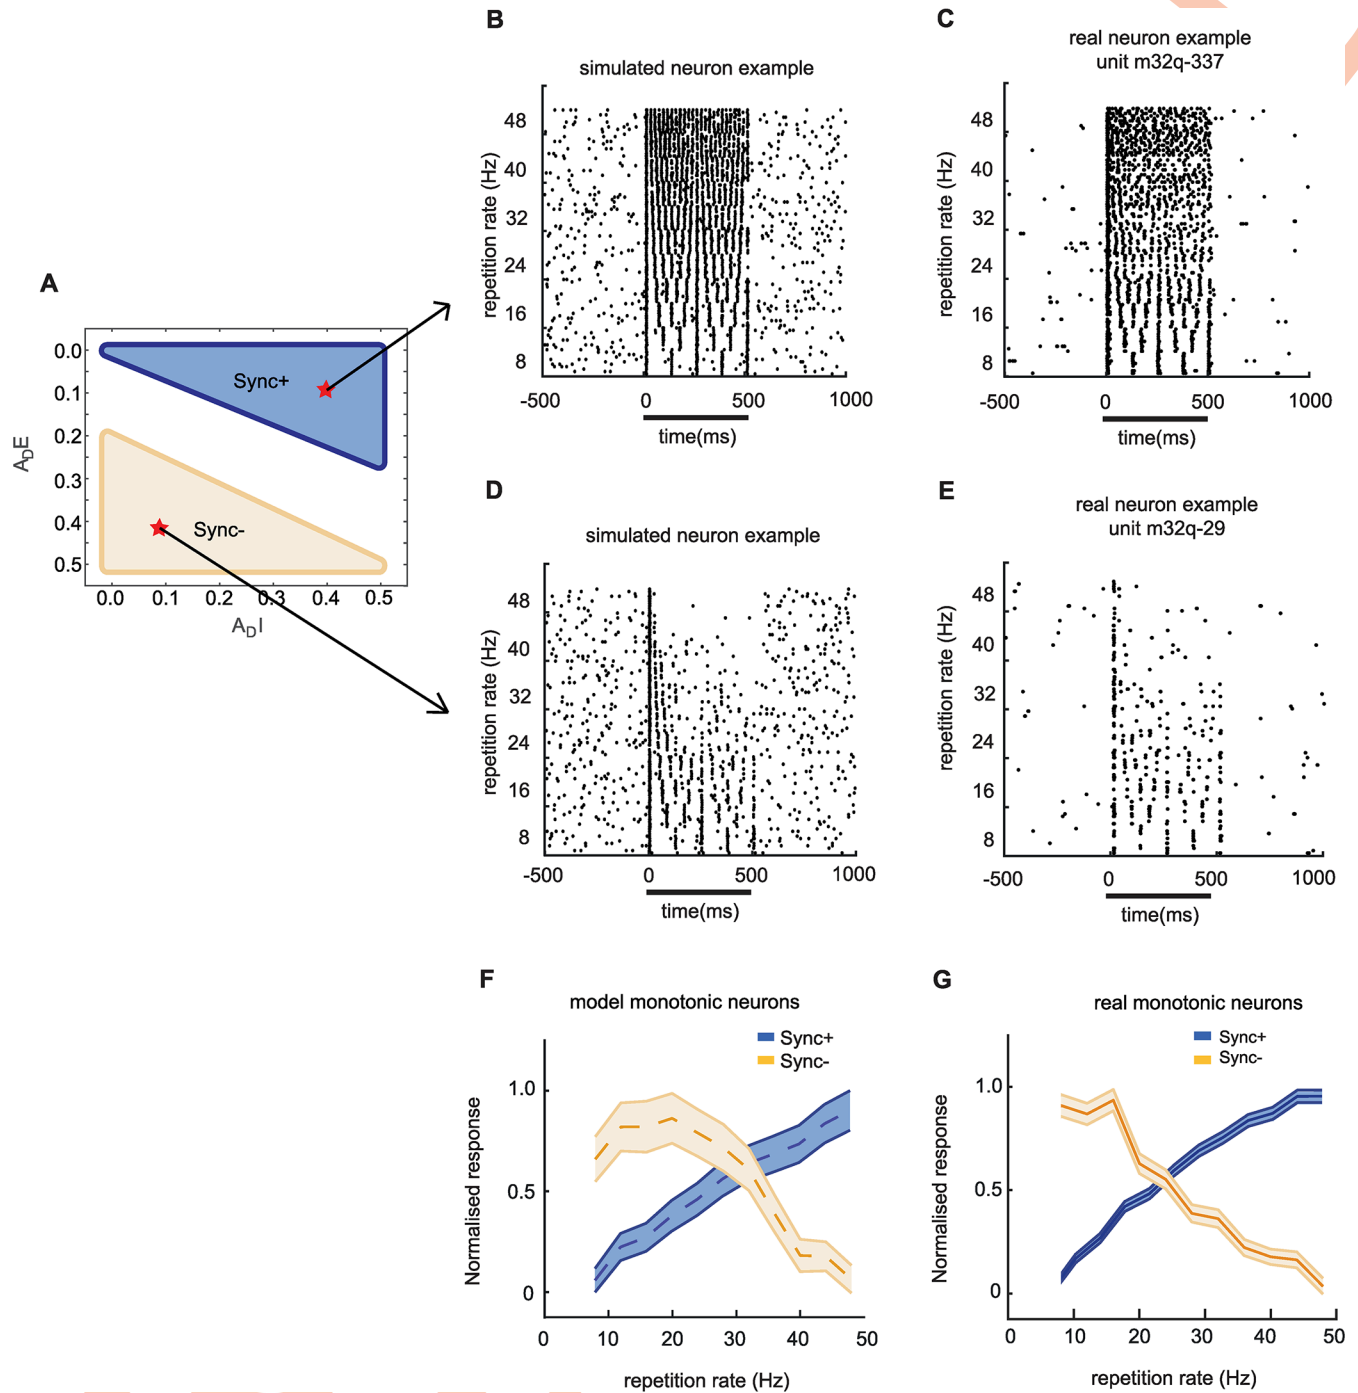 A
0.0
0.1
0.2
0.3
0.4
0.5
A_DE
Sync+
Sync-
0.0 0.1 0.2 0.3 0.4 0.5
A_DI
B
simulated neuron example
48
40
32
24
16
8
repetition rate (Hz)
-500 0 500 1000
time(ms)
C
real neuron example
unit m32q-337
48
40
32
24
16
8
repetition rate (Hz)
-500 0 500 1000
time(ms)
D
simulated neuron example
48
40
32
24
16
8
repetition rate (Hz)
-500 0 500 1000
time(ms)
E
real neuron example
unit m32q-29
48
40
32
24
16
8
repetition rate (Hz)
-500 0 500 1000
time(ms)
F
model monotonic neurons
Sync+
Sync-
1.0
0.5
0
Normalised response
0 10 20 30 40 50
repetition rate (Hz)
G
real monotonic neurons
Sync+
Sync-
1.0
0.5
0
Normalised response
0 10 20 30 40 50
repetition rate (Hz)